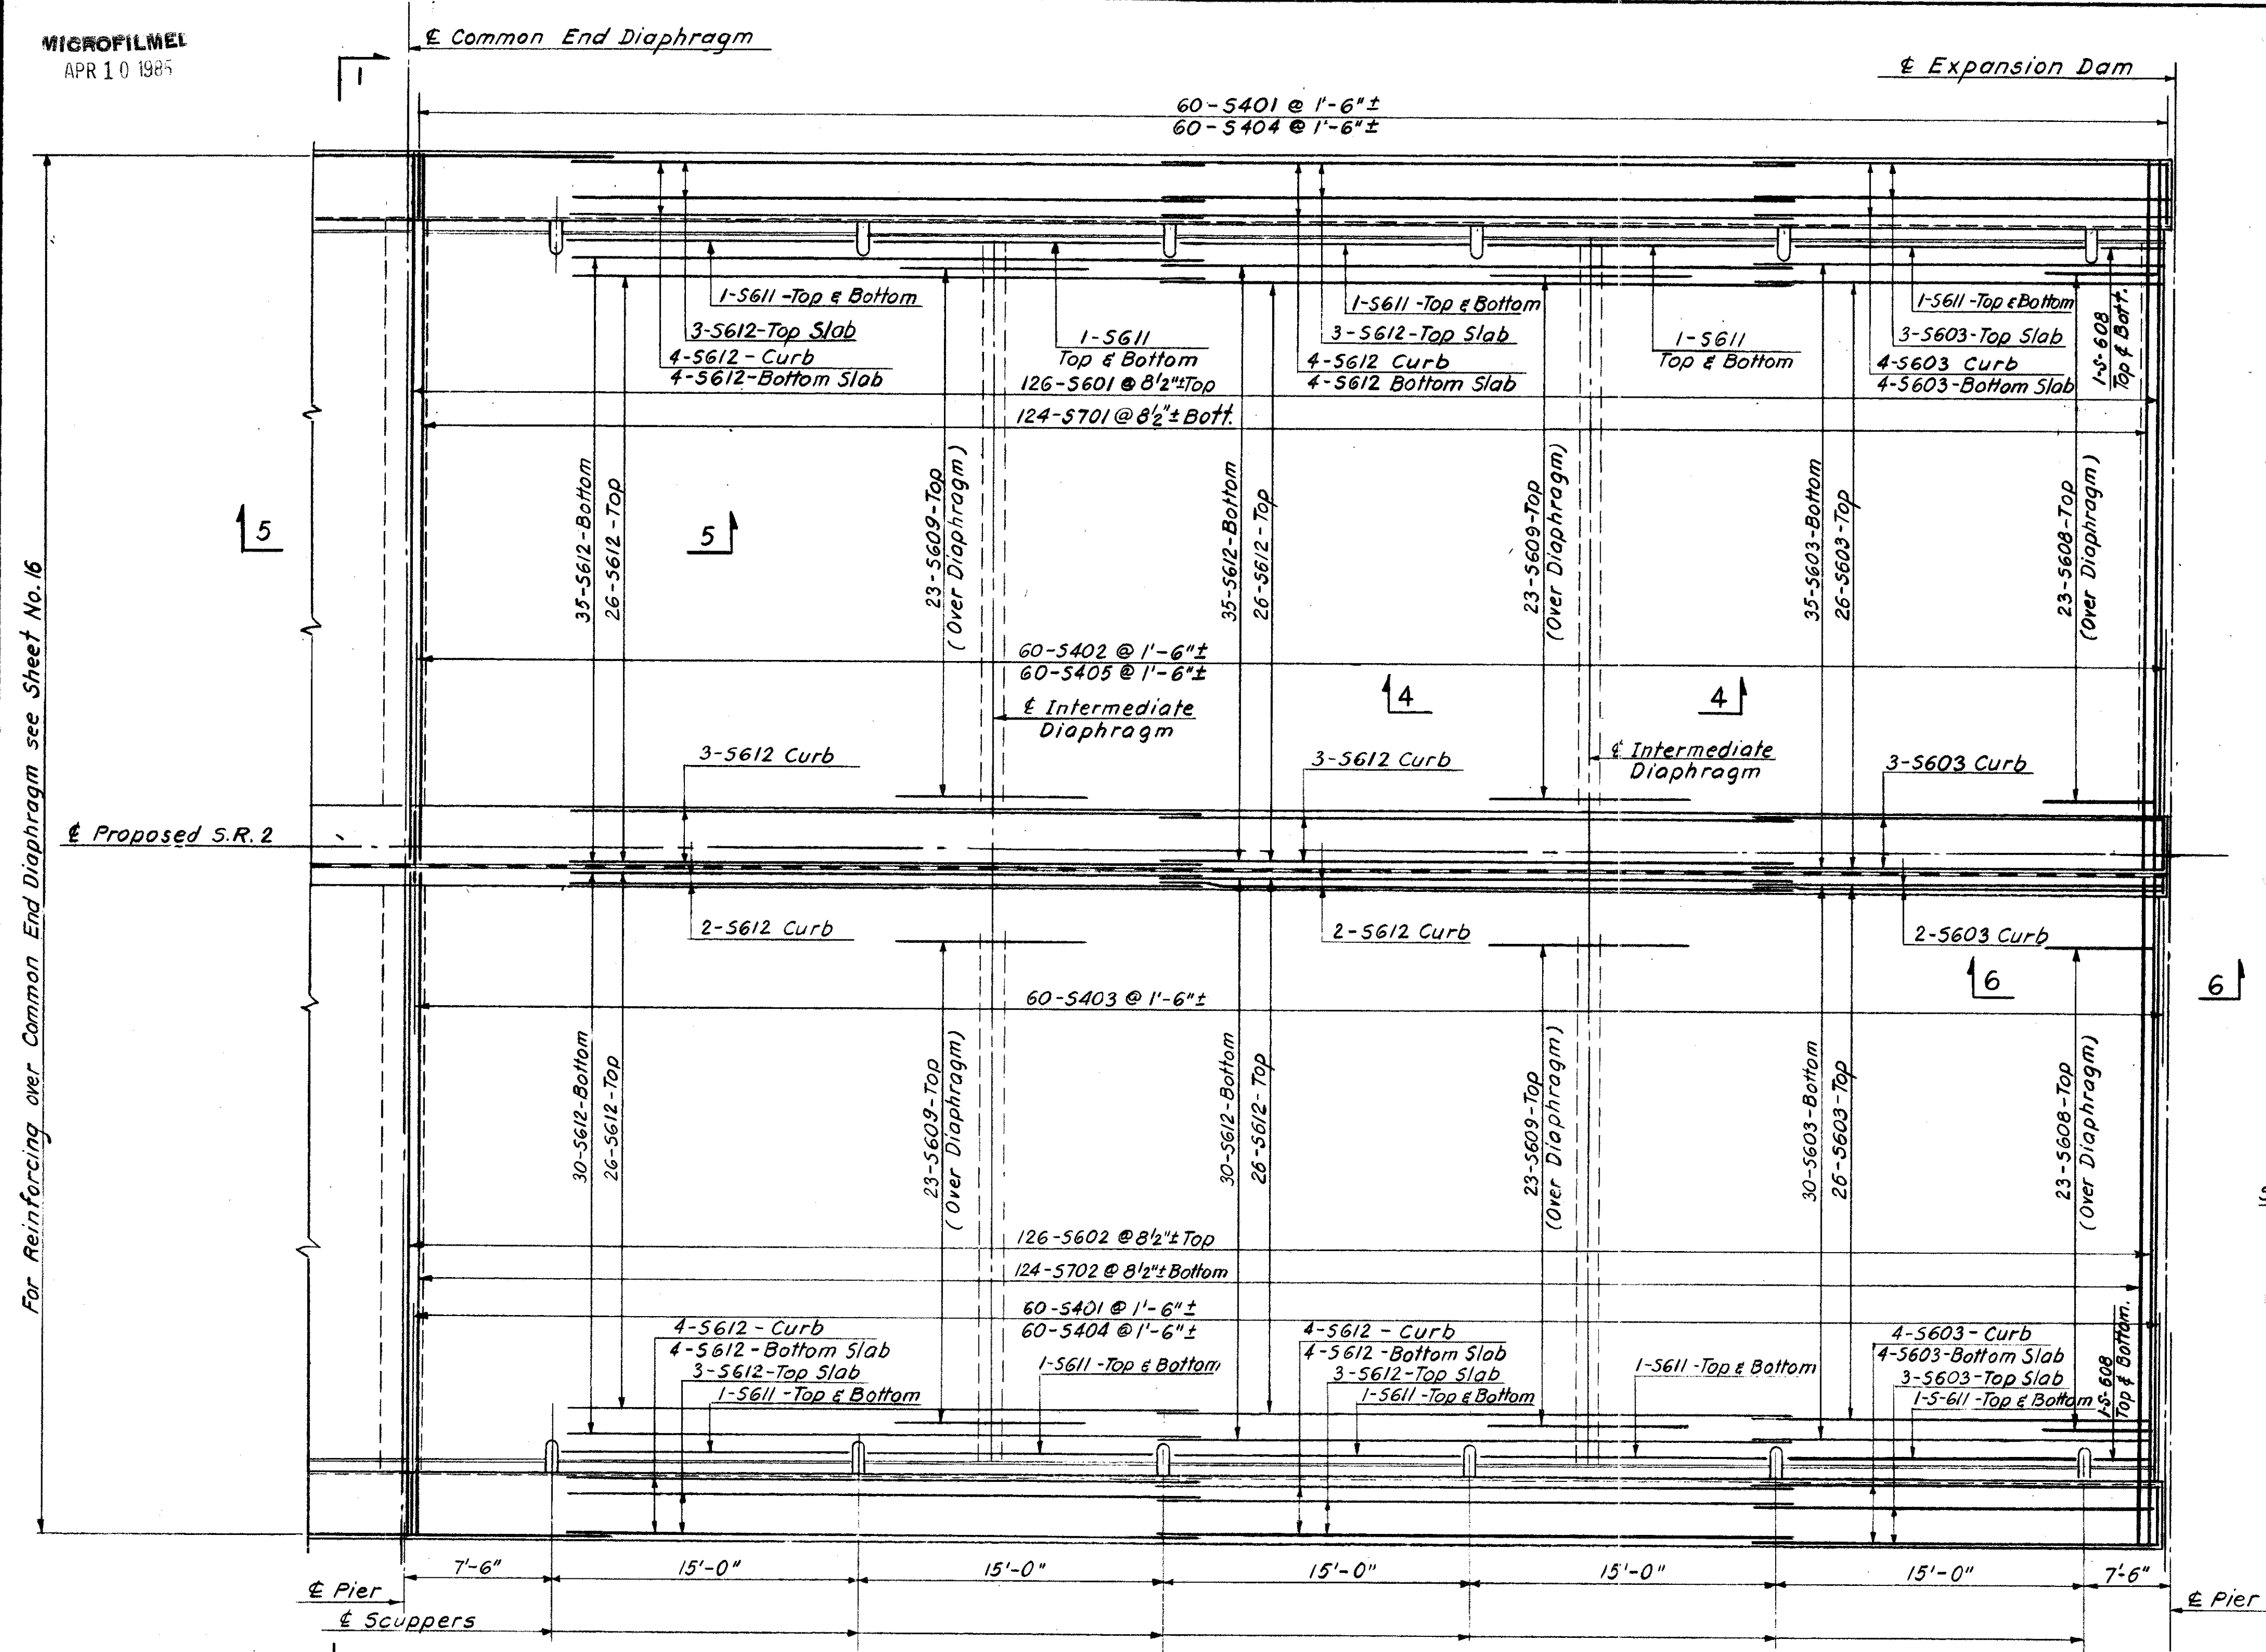 MICROFILMED
APR 10 1985
℄ Common End Diaphragm
℄ Expansion Dam
1
60-S401 @ 1'-6"±
60-S404 @ 1'-6"±
1-S611-Top & Bottom
3-S612-Top Slab
4-S612-Curb
4-S612-Bottom Slab
1-S611
Top & Bottom
1-S611-Top & Bottom
3-S612-Top Slab
4-S612 Curb
4-S612 Bottom Slab
1-S611
Top & Bottom
1-S611-Top & Bottom
3-S603-Top Slab
4-S603 Curb
4-S603-Bottom Slab
1-S-608
Top & Bott.
126-S601 @ 8½"± Top
124-S701 @ 8½"± Bott.
35-S612-Bottom
26-S612-Top
23-S609-Top
(Over Diaphragm)
35-S612-Bottom
26-S612-Top
23-S609-Top
(Over Diaphragm)
35-S603-Bottom
26-S603-Top
23-S608-Top
(Over Diaphragm)
5
5
For Reinforcing over Common End Diaphragm see Sheet No. 16
60-S402 @ 1'-6"±
60-S405 @ 1'-6"±
4
4
℄ Intermediate
Diaphragm
℄ Intermediate
Diaphragm
3-S612 Curb
3-S612 Curb
3-S603 Curb
℄ Proposed S.R. 2
2-S612 Curb
2-S612 Curb
2-S603 Curb
6
6
60-S403 @ 1'-6"±
30-S612-Bottom
26-S612-Top
23-S609-Top
(Over Diaphragm)
30-S612-Bottom
26-S612-Top
23-S609-Top
(Over Diaphragm)
30-S603-Bottom
26-S603-Top
23-S608-Top
(Over Diaphragm)
126-S602 @ 8½"± Top
124-S702 @ 8½"± Bottom
60-S401 @ 1'-6"±
60-S404 @ 1'-6"±
4-S612-Curb
4-S612-Bottom Slab
3-S612-Top Slab
1-S611-Top & Bottom
1-S611-Top & Bottom
4-S612-Curb
4-S612-Bottom Slab
3-S612-Top Slab
1-S611-Top & Bottom
1-S611-Top & Bottom
4-S603-Curb
4-S603-Bottom Slab
3-S603-Top Slab
1-S-611-Top & Bottom
1-S-608
Top & Bottom.
7'-6" 15'-0" 15'-0" 15'-0" 15'-0" 15'-0" 7'-6"
℄ Pier
℄ Pier
℄ Scuppers